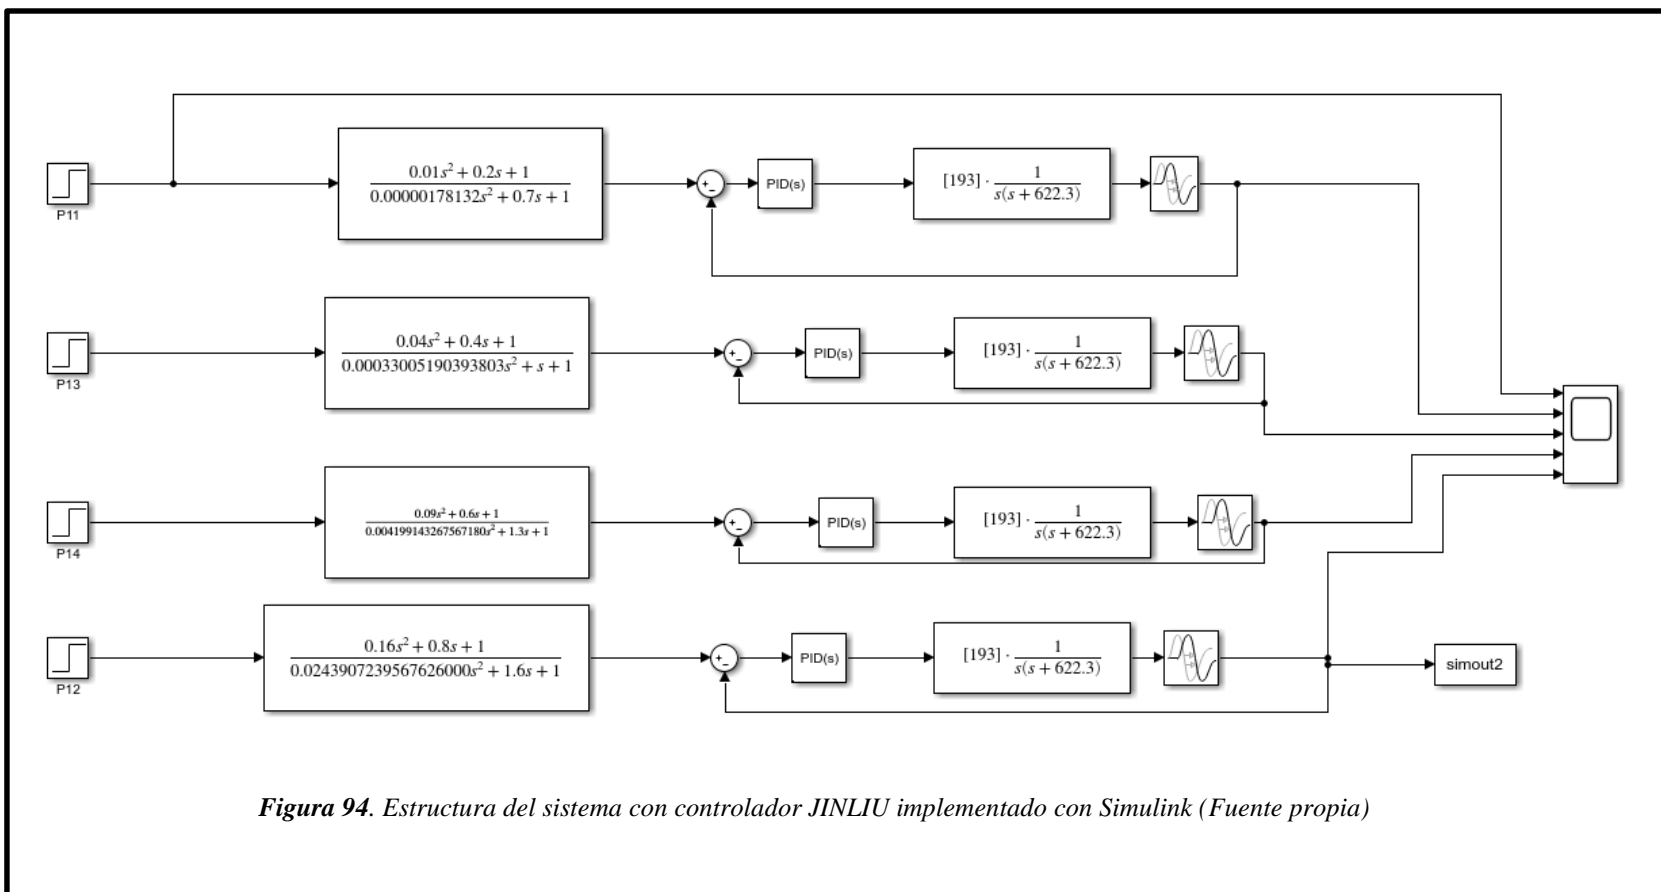 P11
0.01s² + 0.2s + 1
0.00000178132s² + 0.7s + 1
+
-
PID(s)
[193] · 1
s(s + 622.3)
P13
0.04s² + 0.4s + 1
0.00033005190393803s² + s + 1
+
-
PID(s)
[193] · 1
s(s + 622.3)
P14
0.09s² + 0.6s + 1
0.004199143267567180s² + 1.3s + 1
+
-
PID(s)
[193] · 1
s(s + 622.3)
P12
0.16s² + 0.8s + 1
0.0243907239567626000s² + 1.6s + 1
+
-
PID(s)
[193] · 1
s(s + 622.3)
simout2
Figura 94. Estructura del sistema con controlador JINLIU implementado con Simulink (Fuente propia)